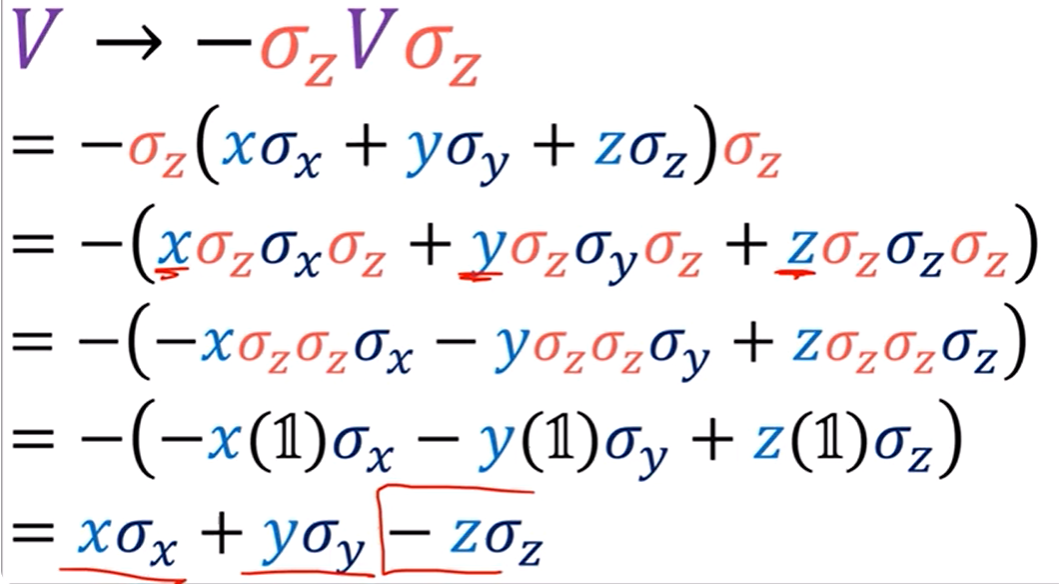 V → −σ_z V σ_z
= −σ_z(xσ_x + yσ_y + zσ_z)σ_z
= −(xσ_zσ_xσ_z + yσ_zσ_yσ_z + zσ_zσ_zσ_z)
= −(−xσ_zσ_zσ_x − yσ_zσ_zσ_y + zσ_zσ_zσ_z)
= −(−x(𝟙)σ_x − y(𝟙)σ_y + z(𝟙)σ_z)
= xσ_x + yσ_y − zσ_z